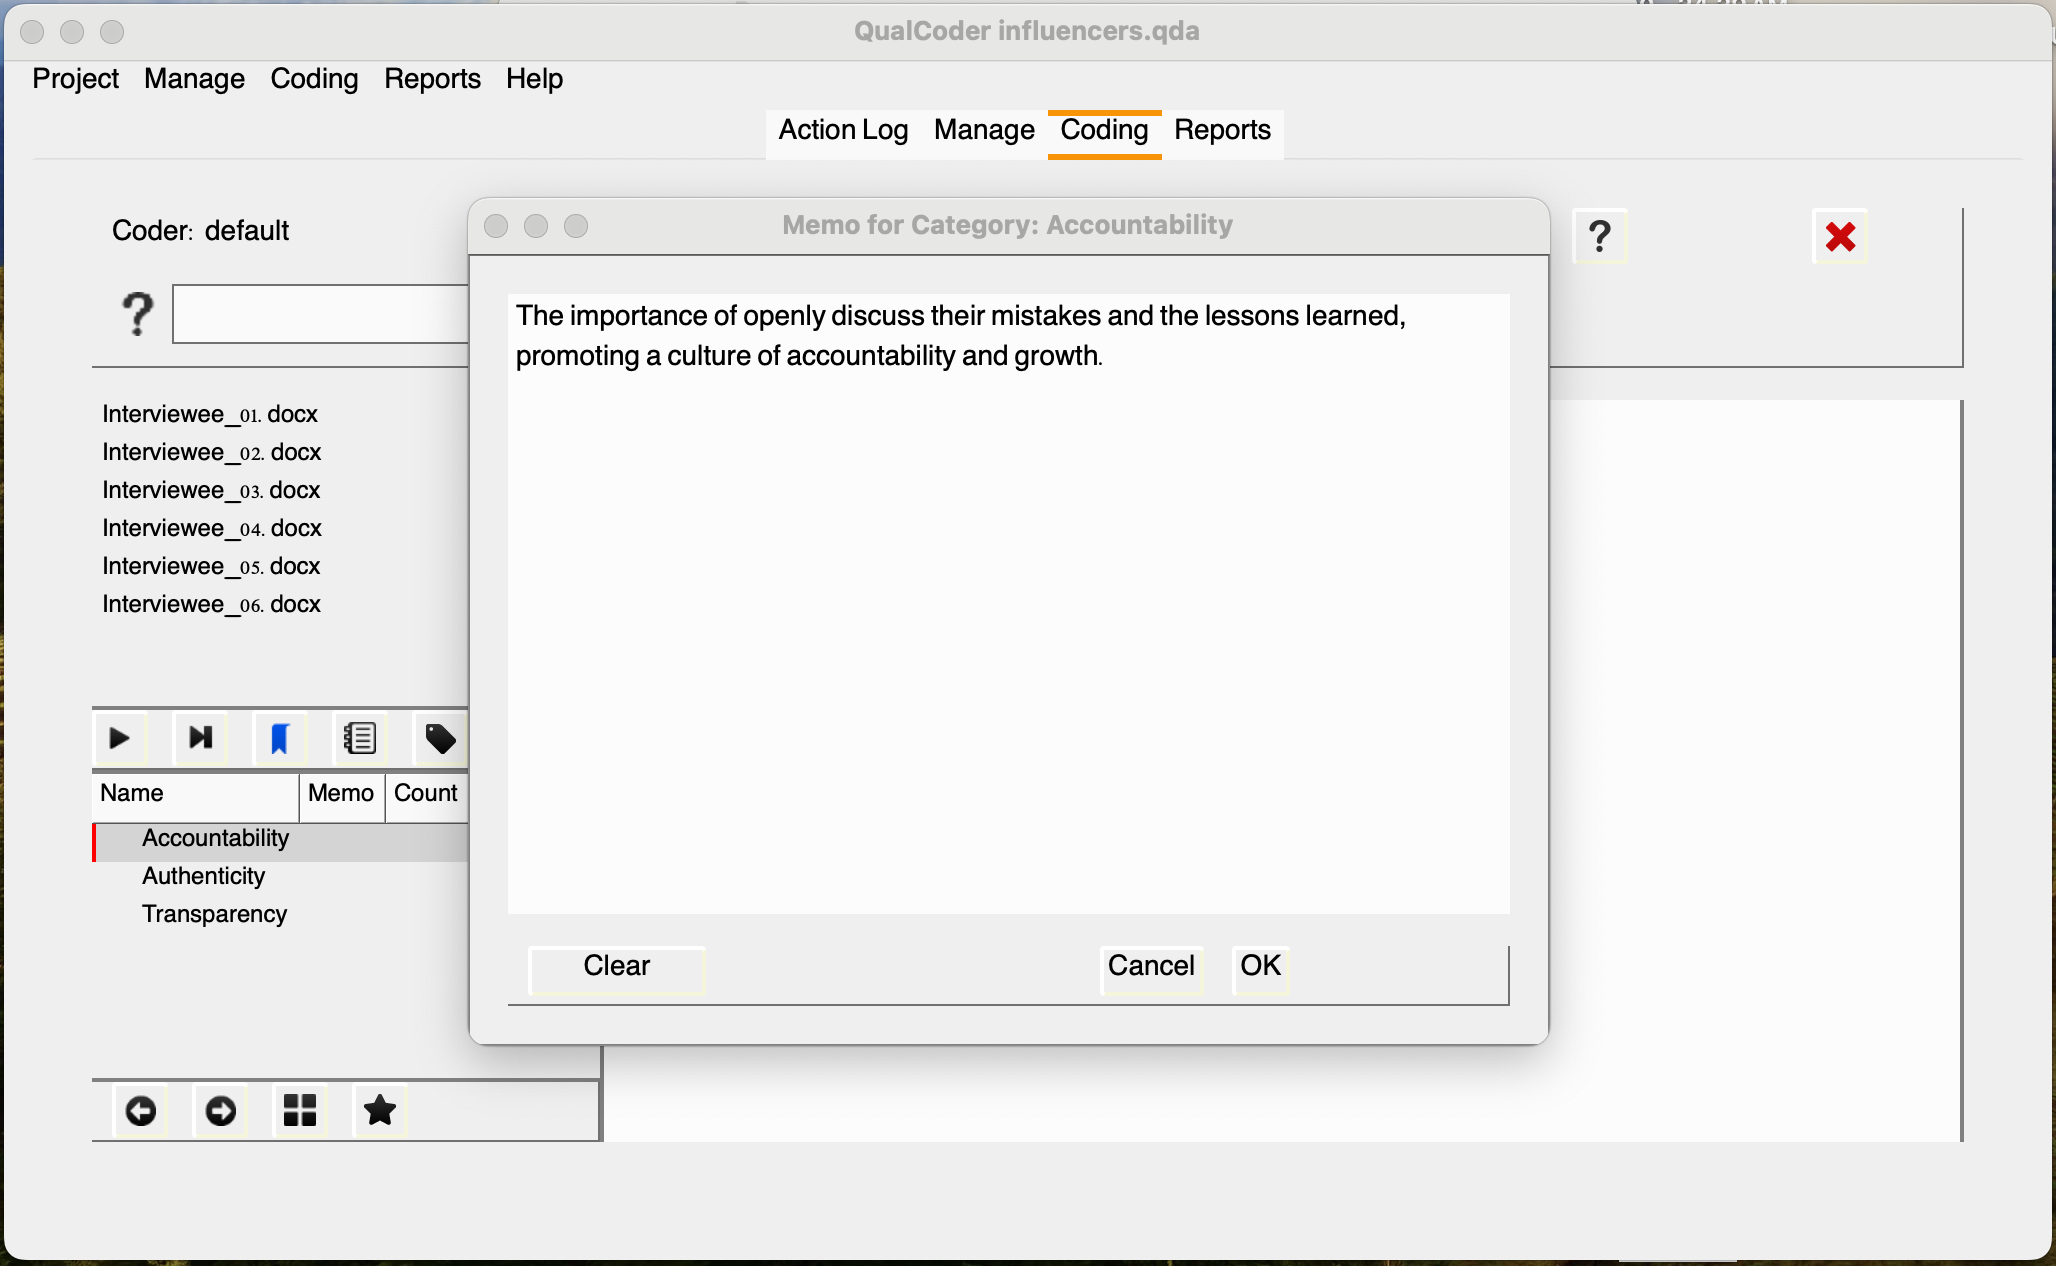 QualCoder influencers.qda
Project Manage Coding Reports Help
Action Log Manage Coding Reports
Coder: default
Memo for Category: Accountability
The importance of openly discuss their mistakes and the lessons learned,
promoting a culture of accountability and growth.
Interviewee_01. docx
Interviewee_02. docx
Interviewee_03. docx
Interviewee_04. docx
Interviewee_05. docx
Interviewee_06. docx
Name Memo Count
Accountability
Authenticity
Transparency
Clear Cancel OK